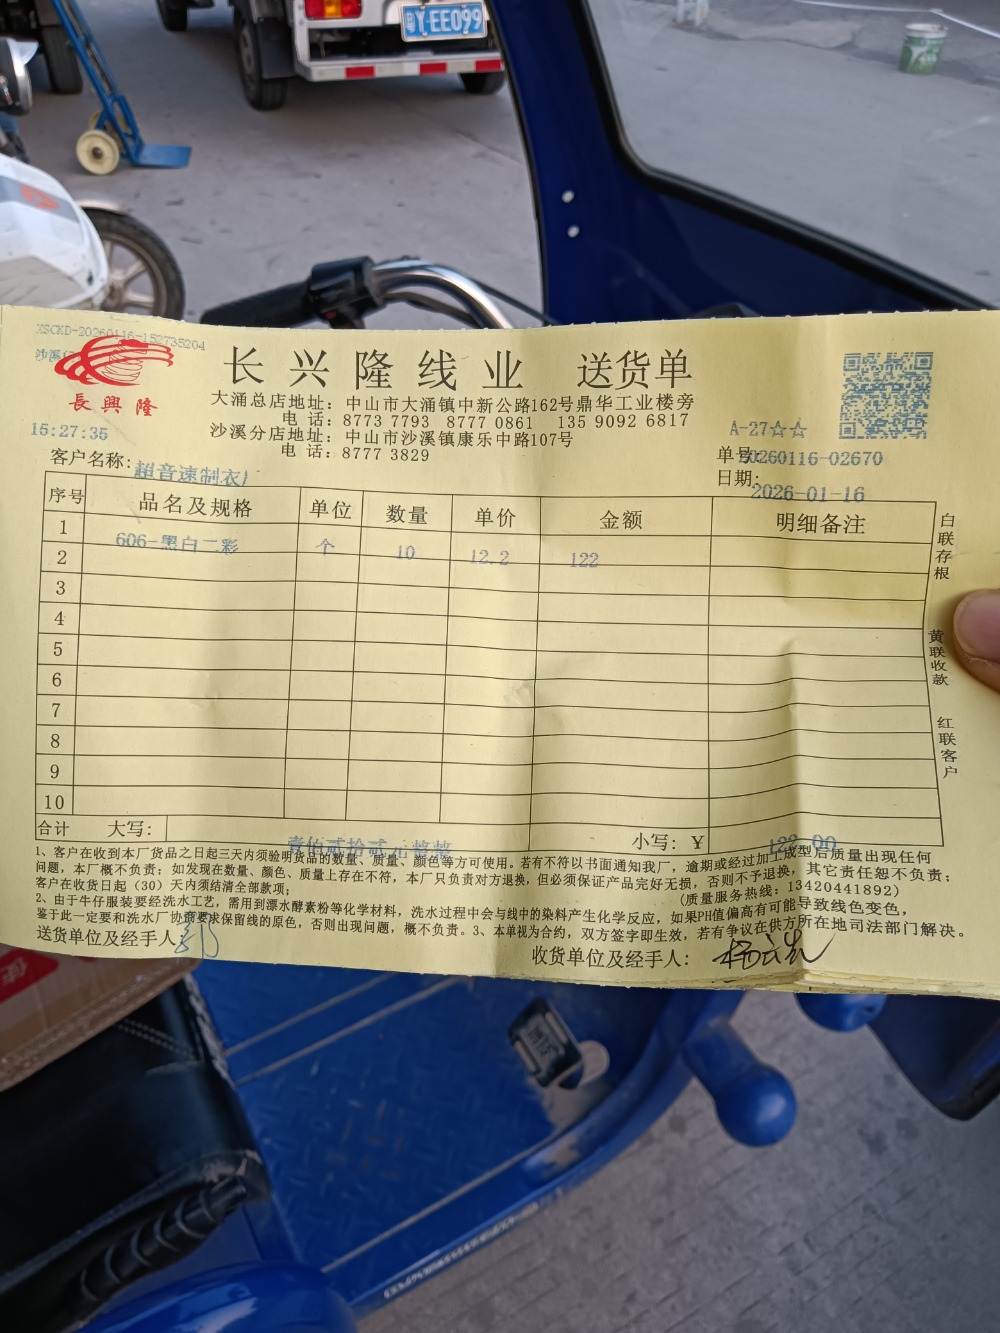 粤Y·EE099
XSCKD-20260116-152735204
長興隆
长兴隆线业 送货单
大涌总店地址：中山市大涌镇中新公路162号鼎华工业楼旁
电 话：8773 7793 8777 0861 135 9092 6817
沙溪分店地址：中山市沙溪镇康乐中路107号
电 话：8777 3829
15:27:35
A-27☆☆
客户名称：超音速制衣厂
单号：20260116-02670
日期：2026-01-16
序号 品名及规格 单位 数量 单价 金额 明细备注
1 606-黑白二彩 个 10 12.2 122
2
3
4
5
6
7
8
9
10
合计 大写： 壹佰贰拾贰元 小写：￥ 122.00
白联存根
黄联收款
红联客户
1、客户在收到本厂货品之日起三天内须验明货品的数量、质量、颜色等方可使用。若有不符以书面通知我厂，逾期或经过加工成型后质量出现任何
问题，本厂概不负责；如发现在数量、颜色、质量上存在不符，本厂只负责对方退换，但必须保证产品完好无损，否则不予退换，其它责任恕不负责；
客户在收货日起（30）天内须结清全部款项； (质量服务热线：13420441892)
2、由于牛仔服装要经洗水工艺，需用到漂水酵素粉等化学材料，洗水过程中会与线中的染料产生化学反应，如果PH值偏高有可能导致线色变色，
鉴于此一定要和洗水厂协商要求保留线的原色，否则出现问题，概不负责。3、本单视为合约，双方签字即生效，若有争议在供方所在地司法部门解决。
送货单位及经手人：
收货单位及经手人：